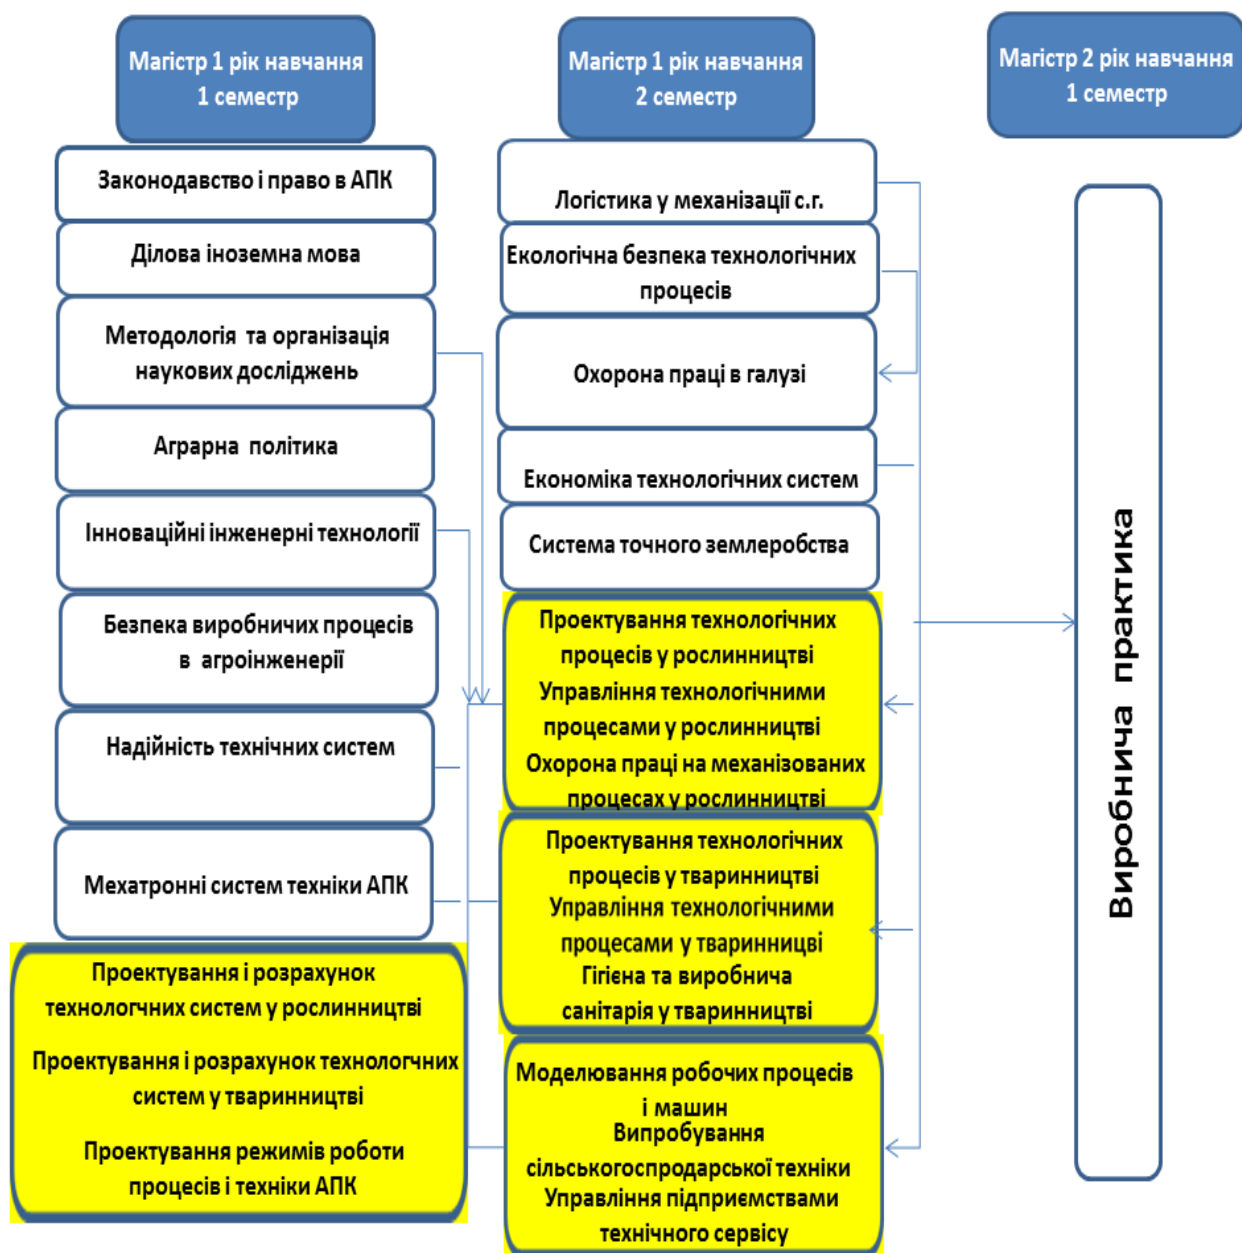 Магістр 1 рік навчання
1 семестр
Законодавство і право в АПК
Ділова іноземна мова
Методологія та організація
наукових досліджень
Аграрна політика
Інноваційні інженерні технології
Безпека виробничих процесів
в агроінженерії
Надійність технічних систем
Мехатронні систем техніки АПК
Проектування і розрахунок
технологчних систем у рослинництві
Проектування і розрахунок технологчних
систем у тваринництві
Проектування режимів роботи
процесів і техніки АПК
Магістр 1 рік навчання
2 семестр
Логістика у механізації с.г.
Екологічна безпека технологічних
процесів
Охорона праці в галузі
Економіка технологічних систем
Система точного землеробства
Проектування технологічних
процесів у рослинництві
Управління технологічними
процесами у рослинництві
Охорона праці на механізованих
процесах у рослинництві
Проектування технологічних
процесів у тваринництві
Управління технологічними
процесами у тваринницві
Гігієна та виробнича
санітарія у тваринництві
Моделювання робочих процесів
і машин
Випробування
сільськогоспродарської техніки
Управління підприємствами
технічного сервісу
Магістр 2 рік навчання
1 семестр
Виробнича практика